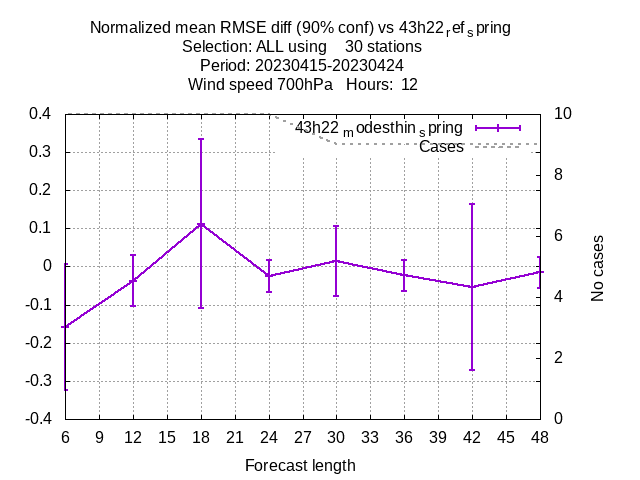 Normalized mean RMSE diff (90% conf) vs 43h22refspring
Selection: ALL using    30 stations
Period: 20230415-20230424
Wind speed 700hPa   Hours:  12
43h22modesthinspring
Cases
0.4
0.3
0.2
0.1
0
-0.1
-0.2
-0.3
-0.4
10
8
6
4
2
0
No cases
6 9 12 15 18 21 24 27 30 33 36 39 42 45 48
Forecast length